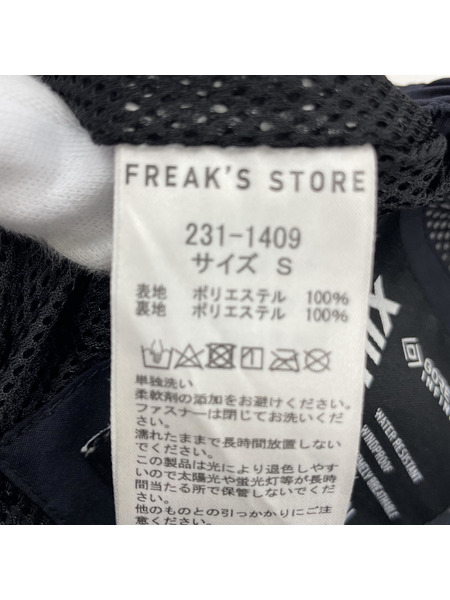 FREAK'S STORE
231-1409
サイズ S
表地 ポリエステル 100%
裏地 ポリエステル 100%
単独洗い
柔軟剤の添加をお避けください。
ファスナーは閉じてお洗いくだ
さい。
濡れたままで長時間放置しない
でください。
この製品は光により退色しやす
いので太陽光や蛍光灯等が長時
間当たる所で保管しないでくだ
さい。
他のものとの引っかかりにご注
意ください。
WATER RESISTANT
WINDPROOF